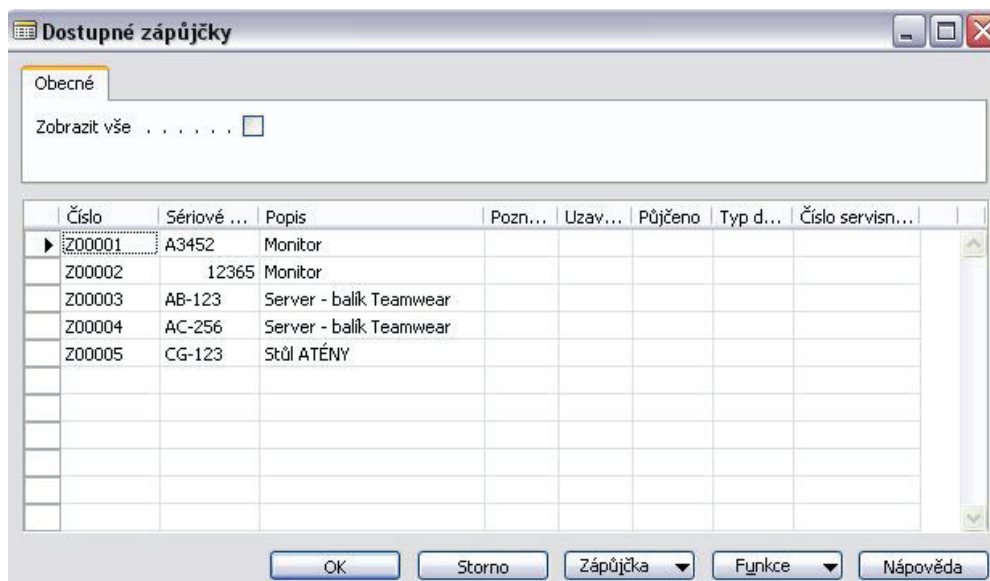 Dostupné zápůjčky
Obecné
Zobrazit vše . . . . . .
Číslo Sériové ... Popis Pozn... Uzav... Půjčeno Typ d... Číslo servisn...
Z00001 A3452 Monitor
Z00002 12365 Monitor
Z00003 AB-123 Server - balík Teamwear
Z00004 AC-256 Server - balík Teamwear
Z00005 CG-123 Stůl ATÉNY
OK Storno Zápůjčka Funkce Nápověda